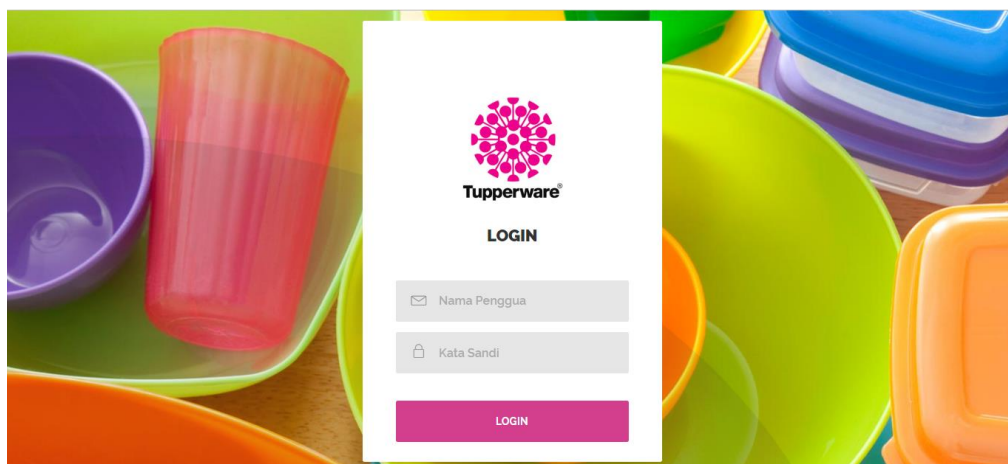 Tupperware®
LOGIN
Nama Penggua
Kata Sandi
LOGIN